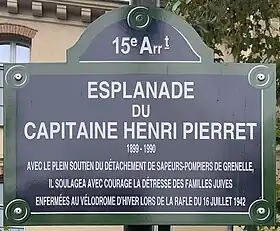 15e Arrt
ESPLANADE
DU
CAPITAINE HENRI PIERRET
1899 - 1990
AVEC LE PLEIN SOUTIEN DU DÉTACHEMENT DE SAPEURS-POMPIERS DE GRENELLE,
IL SOULAGEA AVEC COURAGE LA DÉTRESSE DES FAMILLES JUIVES
ENFERMÉES AU VÉLODROME D'HIVER LORS DE LA RAFLE DU 16 JUILLET 1942